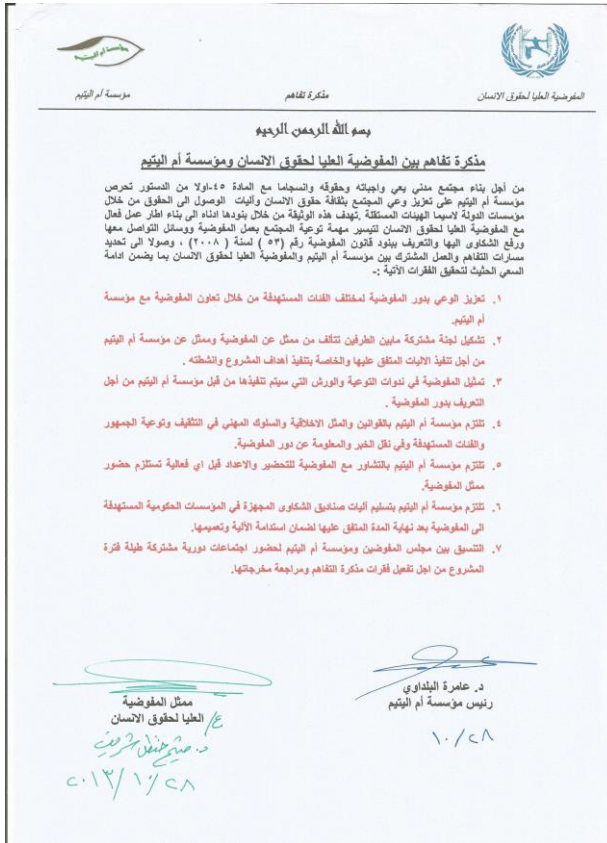 مؤسسة أم اليتيم
المفوضية العليا لحقوق الانسان
مذكرة تفاهم
مؤسسة أم اليتيم
بسم الله الرحمن الرحيم
مذكرة تفاهم بين المفوضية العليا لحقوق الانسان ومؤسسة أم اليتيم
من أجل بناء مجتمع مدني يعي واجباته وحقوقه وانسجاما مع المادة ٤٥-اولا من الدستور تحرص
مؤسسة أم اليتيم على تعزيز وعي المجتمع بثقافة حقوق الانسان وآليات الوصول الى الحقوق من خلال
مؤسسات الدولة لاسيما الهيئات المستقلة .تهدف هذه الوثيقة من خلال بنودها ادناه الى بناء اطار عمل فعال
مع المفوضية العليا لحقوق الانسان لتيسير مهمة توعية المجتمع بعمل المفوضية ووسائل التواصل معها
ورفع الشكاوى اليها والتعريف ببنود قانون المفوضية رقم (٥٣ ) لسنة ( ٢٠٠٨ ) ، وصولا الى تحديد
مسارات التفاهم والعمل المشترك بين مؤسسة أم اليتيم والمفوضية العليا لحقوق الانسان بما يضمن ادامة
السعي الحثيث لتحقيق الفقرات الآتية :-
١. تعزيز الوعي بدور المفوضية لمختلف الفئات المستهدفة من خلال تعاون المفوضية مع مؤسسة
أم اليتيم.
٢. تشكيل لجنة مشتركة مابين الطرفين تتألف من ممثل عن المفوضية وممثل عن مؤسسة أم اليتيم
من أجل تنفيذ الاليات المتفق عليها والخاصة بتنفيذ أهداف المشروع وانشطته .
٣. تمثيل المفوضية في ندوات التوعية والورش التي سيتم تنفيذها من قبل مؤسسة أم اليتيم من أجل
التعريف بدور المفوضية .
٤. تلتزم مؤسسة أم اليتيم بالقوانين والمثل الاخلاقية والسلوك المهني في التثقيف وتوعية الجمهور
والفئات المستهدفة وفي نقل الخبر والمعلومة عن دور المفوضية.
٥. تلتزم مؤسسة أم اليتيم بالتشاور مع المفوضية للتحضير والاعداد قبل اي فعالية تستلزم حضور
ممثل المفوضية.
٦. تلتزم مؤسسة أم اليتيم بتسليم آليات صناديق الشكاوى المجهزة في المؤسسات الحكومية المستهدفة
الى المفوضية بعد نهاية المدة المتفق عليها لضمان استدامة الآلية وتعميمها.
٧. التنسيق بين مجلس المفوضين ومؤسسة أم اليتيم لحضور اجتماعات دورية مشتركة طيلة فترة
المشروع من اجل تفعيل فقرات مذكرة التفاهم ومراجعة مخرجاتها.
د. عامرة البلداوي
رئيس مؤسسة أم اليتيم
١٠/٢٨
ممثل المفوضية
ع/ العليا لحقوق الانسان
٢٠١٣/١٠/٢٨